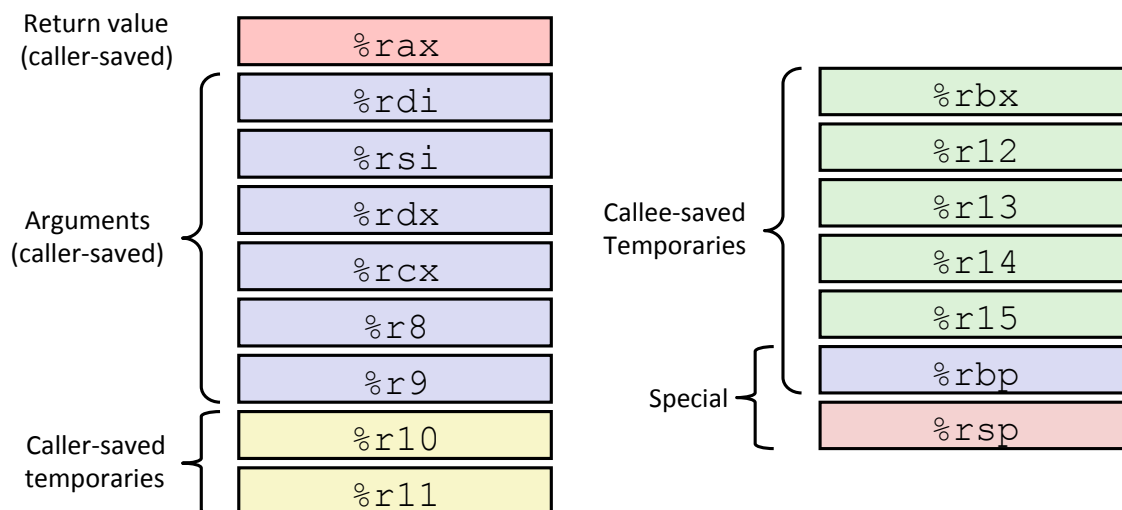 Return value
(caller-saved)
%rax
Arguments
(caller-saved)
%rdi
%rsi
%rdx
%rcx
%r8
%r9
Caller-saved
temporaries
%r10
%r11
Callee-saved
Temporaries
%rbx
%r12
%r13
%r14
%r15
Special
%rbp
%rsp